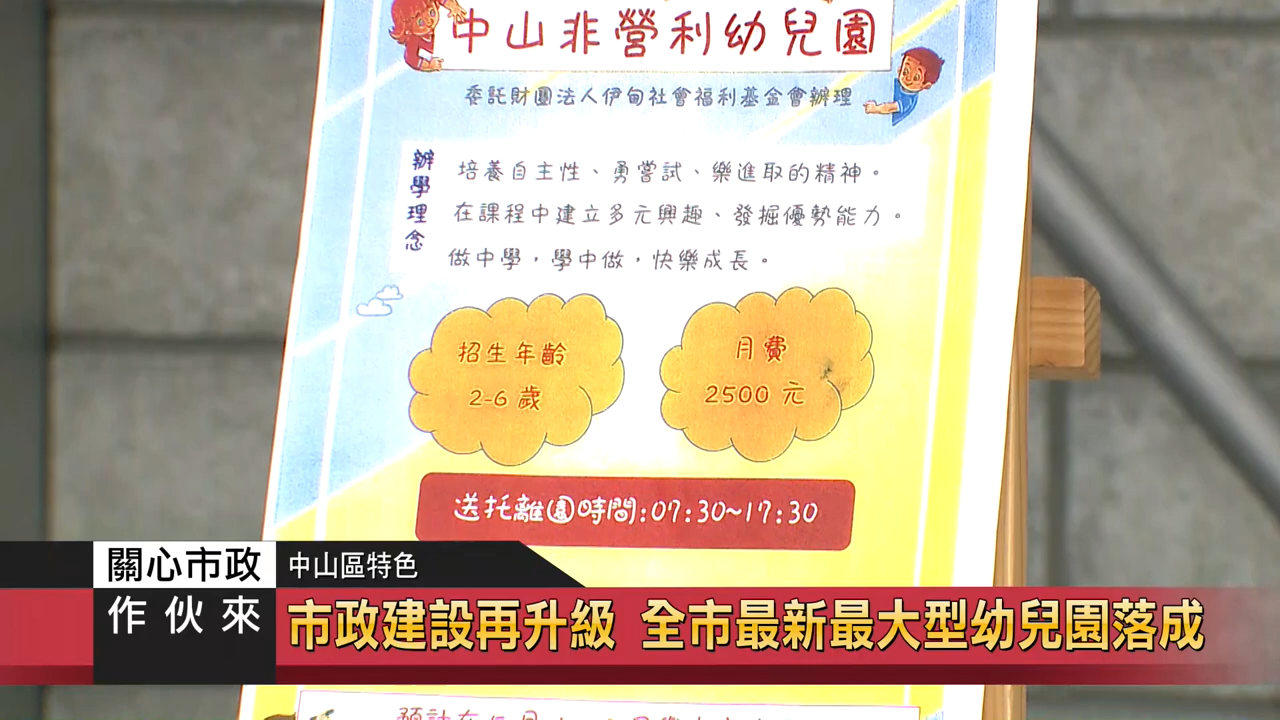 中山非營利幼兒園
委託財團法人伊甸社會福利基金會辦理
辦學理念
培養自主性、勇嘗試、樂進取的精神。
在課程中建立多元興趣、發掘優勢能力。
做中學，學中做，快樂成長。
招生年齡
2-6 歲
月費
2500 元
送托離園時間:07:30~17:30
關心市政
作伙來
中山區特色
市政建設再升級 全市最新最大型幼兒園落成